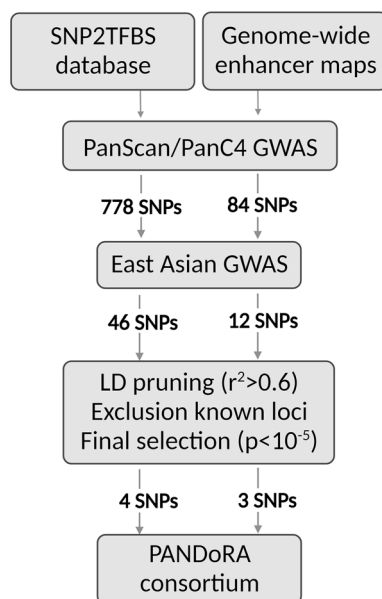 SNP2TFBS
database
Genome-wide
enhancer maps
PanScan/PanC4 GWAS
778 SNPs
84 SNPs
East Asian GWAS
46 SNPs
12 SNPs
LD pruning (r²>0.6)
Exclusion known loci
Final selection (p<10⁻⁵)
4 SNPs
3 SNPs
PANDoRA
consortium